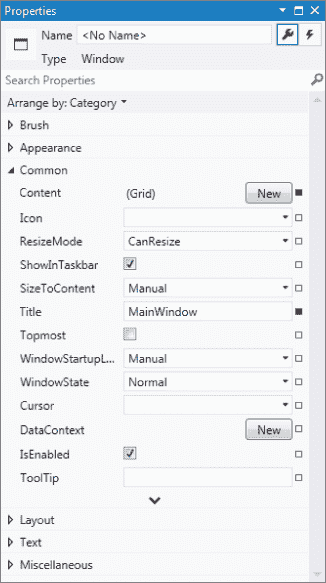 Properties
Name <No Name>
Type Window
Search Properties
Arrange by: Category
Brush
Appearance
Common
Content (Grid) New
Icon
ResizeMode CanResize
ShowInTaskbar
SizeToContent Manual
Title MainWindow
Topmost
WindowStartupL... Manual
WindowState Normal
Cursor
DataContext New
IsEnabled
ToolTip
Layout
Text
Miscellaneous